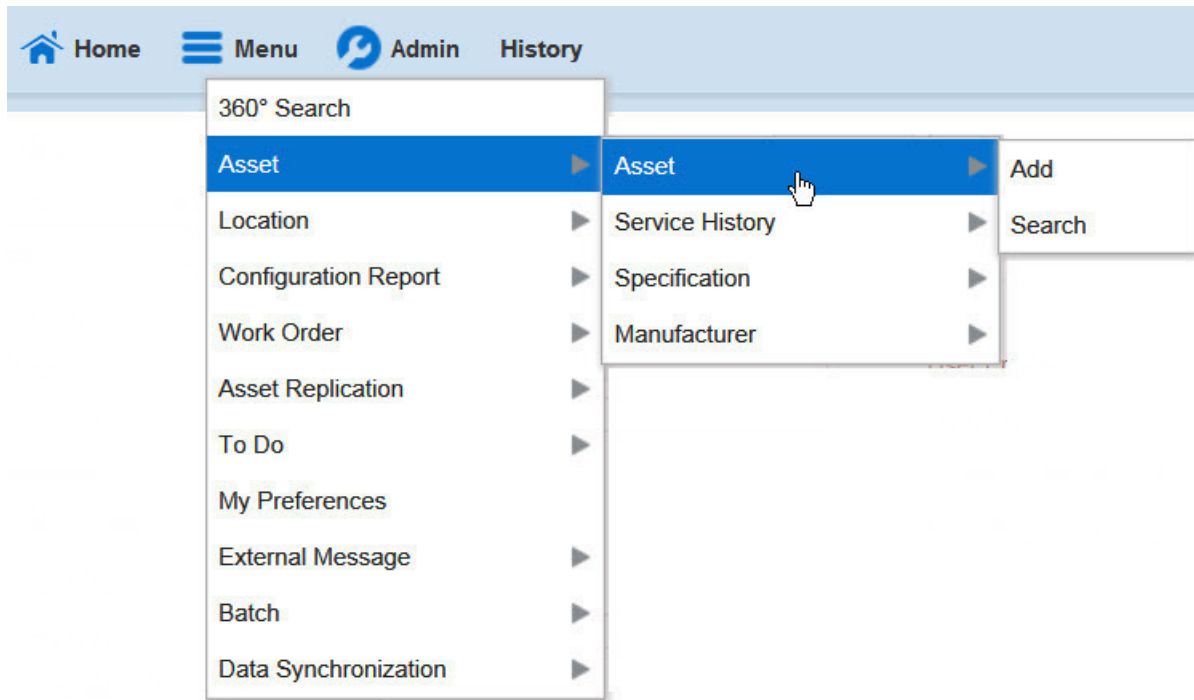 Home Menu Admin History
360° Search
Asset
Location
Configuration Report
Work Order
Asset Replication
To Do
My Preferences
External Message
Batch
Data Synchronization
Asset
Service History
Specification
Manufacturer
Add
Search